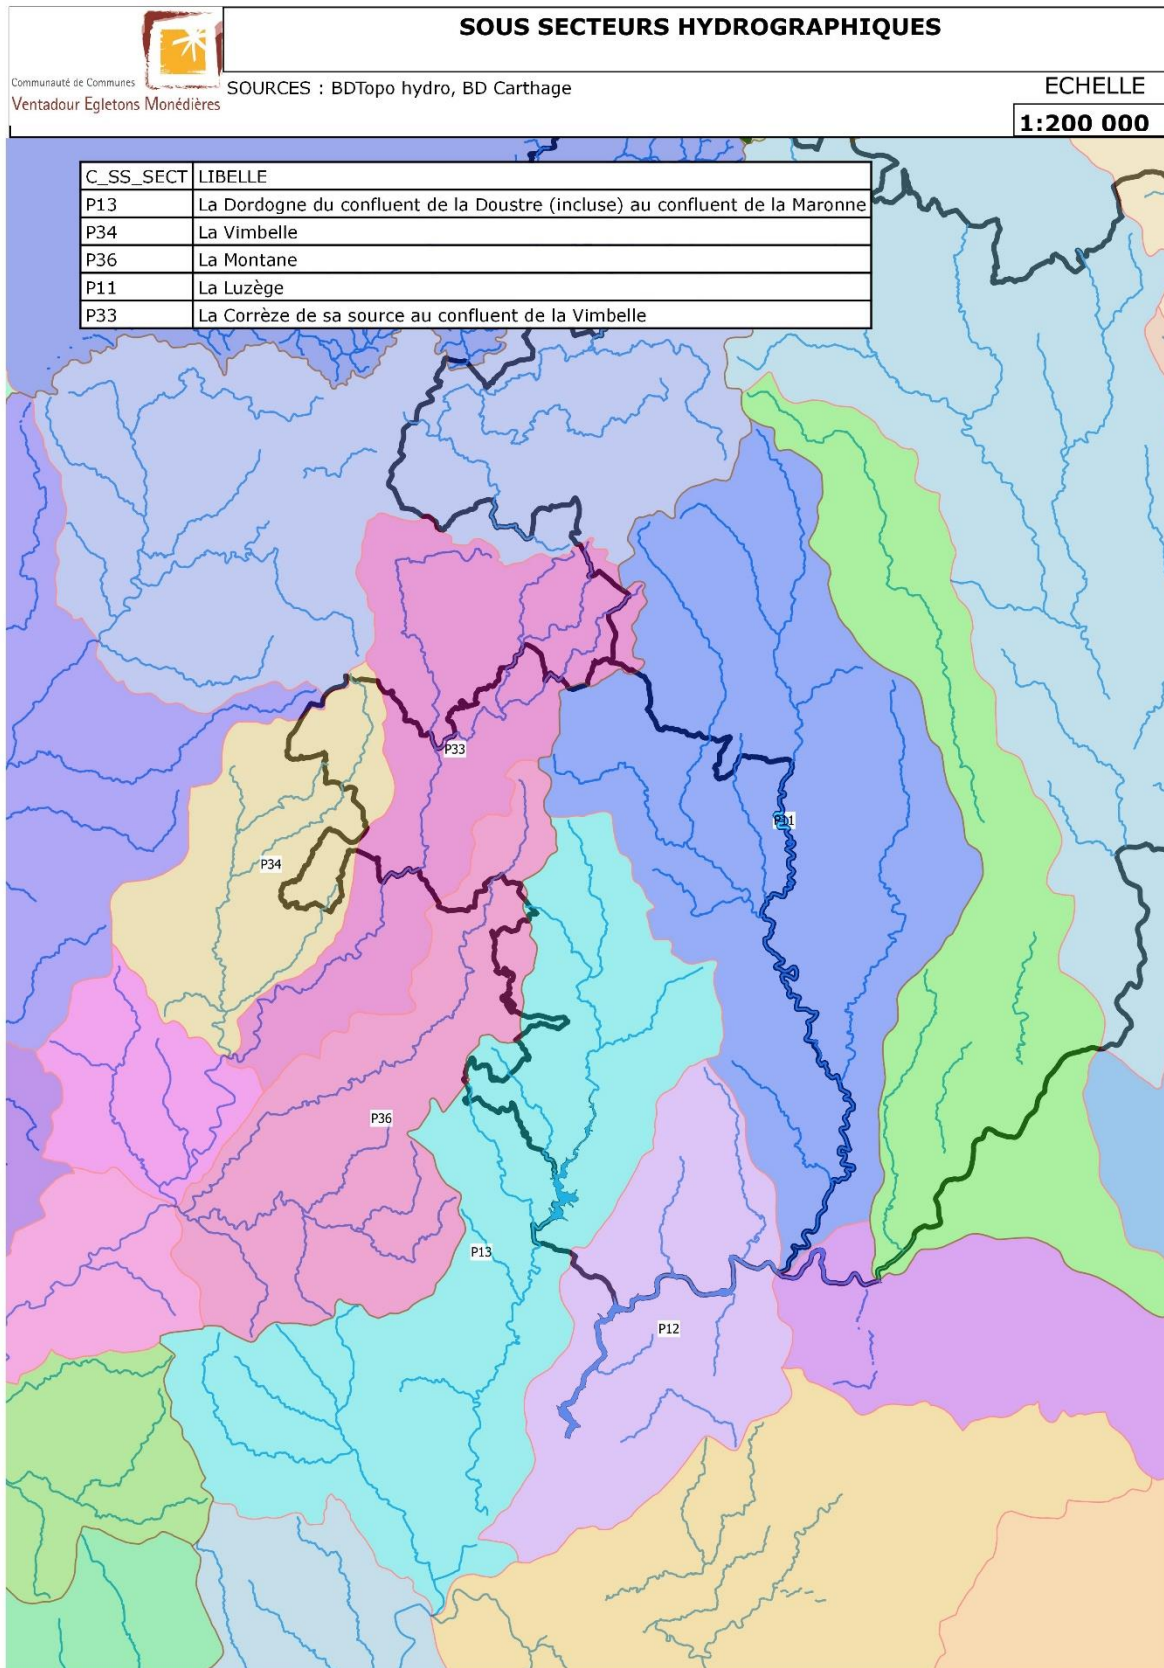 SOUS SECTEURS HYDROGRAPHIQUES
Communauté de Communes
Ventadour Egletons Monédières
SOURCES : BDTopo hydro, BD Carthage
ECHELLE
1:200 000
C_SS_SECT LIBELLE
P13 La Dordogne du confluent de la Doustre (incluse) au confluent de la Maronne
P34 La Vimbelle
P36 La Montane
P11 La Luzège
P33 La Corrèze de sa source au confluent de la Vimbelle
P33
P11
P34
P36
P13
P12